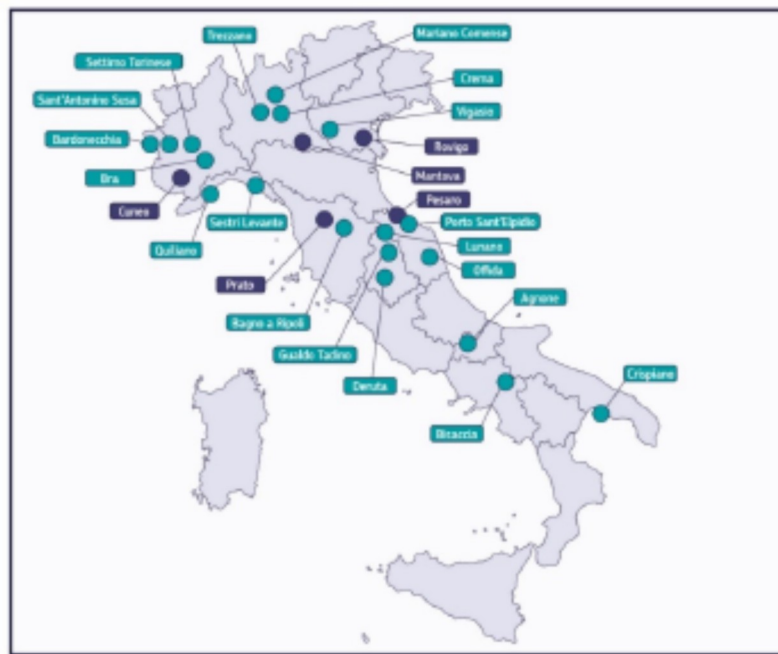 Trezzano
Mariano Comense
Settimo Torinese
Crema
Sant'Antonino Susa
Vigasio
Bardonecchia
Rovigo
Bra
Mantova
Cuneo
Pesaro
Sestri Levante
Porto Sant'Elpidio
Quiliano
Lunano
Prato
Offida
Bagno a Ripoli
Agnone
Gualdo Tadino
Deruta
Crispiano
Bisaccia